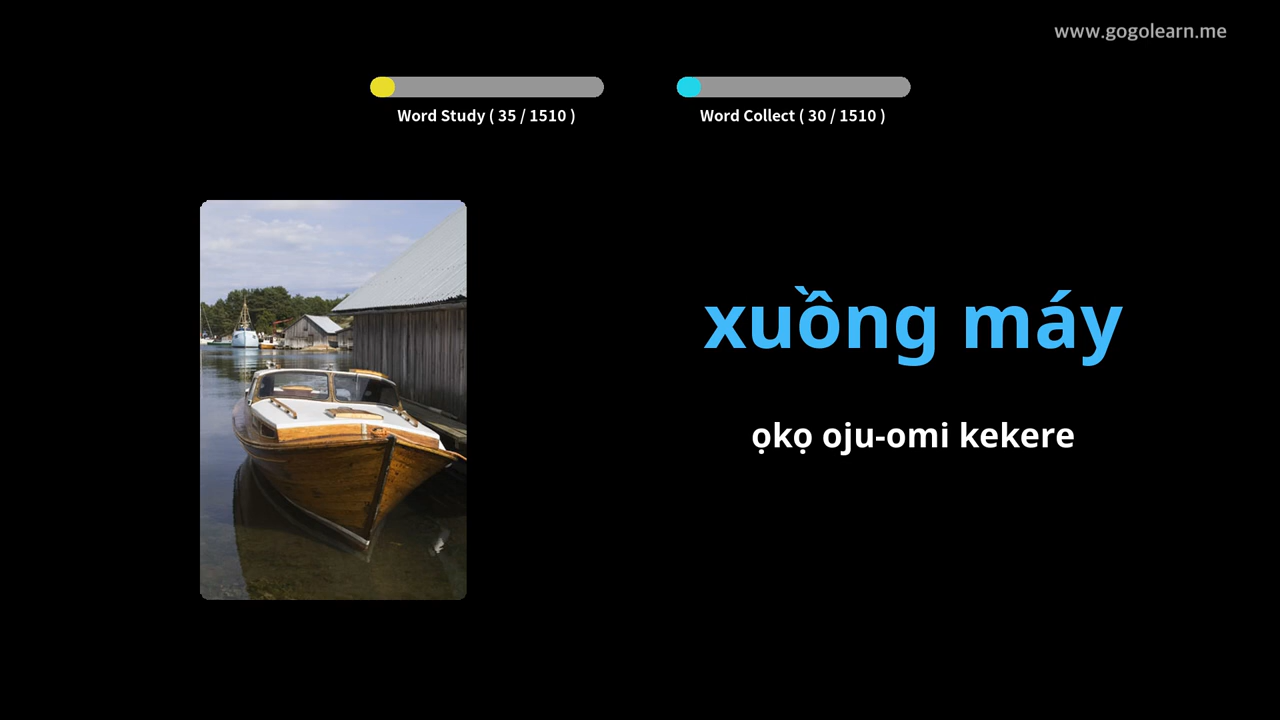 www.gogolearn.me
Word Study ( 35 / 1510 )
Word Collect ( 30 / 1510 )
xuồng máy
ọkọ oju-omi kekere